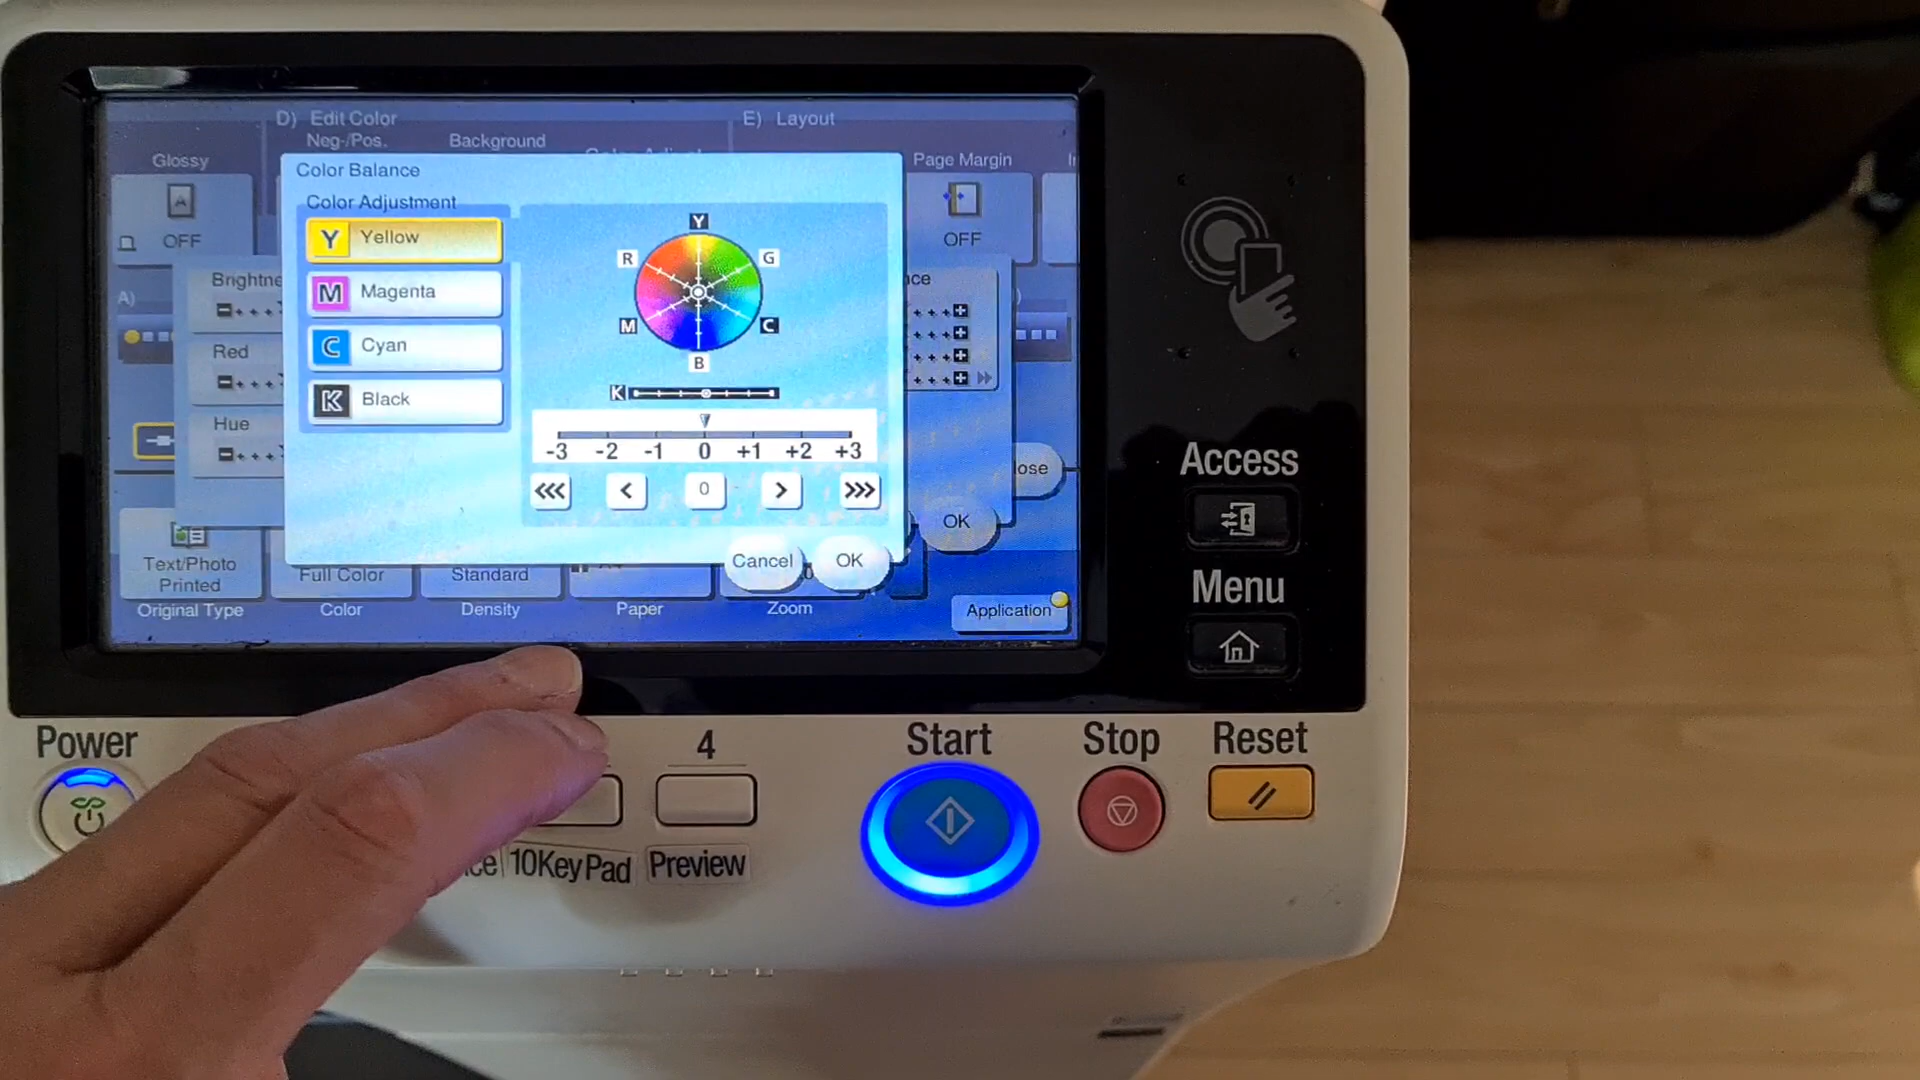 D) Edit Color
E) Layout
Neg-/Pos.
Background
Glossy
Page Margin
Color Balance
A
OFF
OFF
Color Adjustment
Y Yellow
M Magenta
C Cyan
K Black
Y
R
G
M
C
B
K
-3 -2 -1 0 +1 +2 +3
0
Cancel
OK
A)
Red
Hue
OK
Text/Photo
Printed
Full Color
Standard
Original Type
Color
Density
Paper
Zoom
Application
Access
Menu
Power
4
Start
Stop
Reset
10KeyPad
Preview